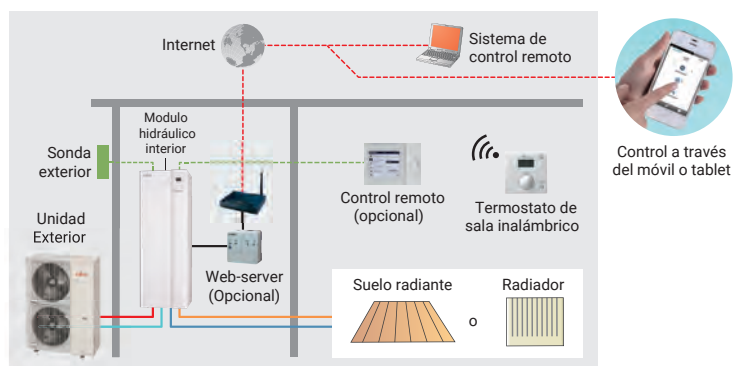 Internet
Sistema de
control remoto
Modulo
hidráulico
interior
Sonda
exterior
Control remoto
(opcional)
Termostato de
sala inalámbrico
Control a través
del móvil o tablet
Unidad
Exterior
Web-server
(Opcional)
Suelo radiante
o
Radiador